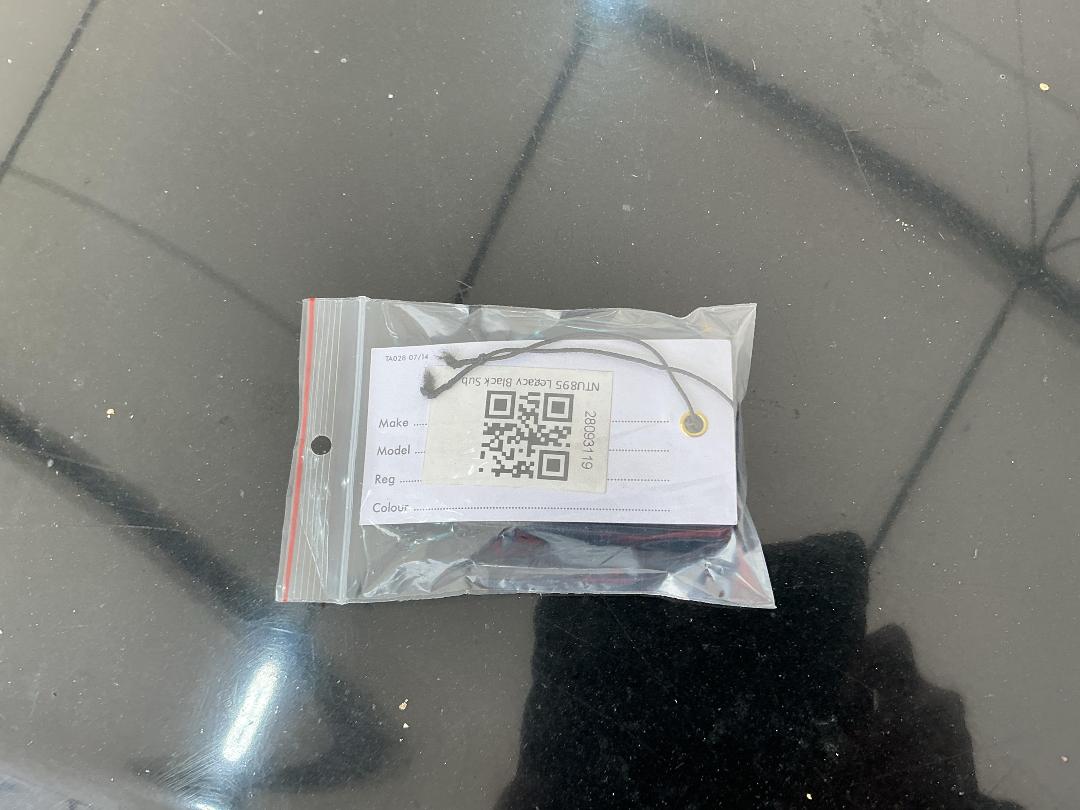 TA028 07/14
NTU895 Legacy Black Sub
28093119
Make
Model
Reg
Colour